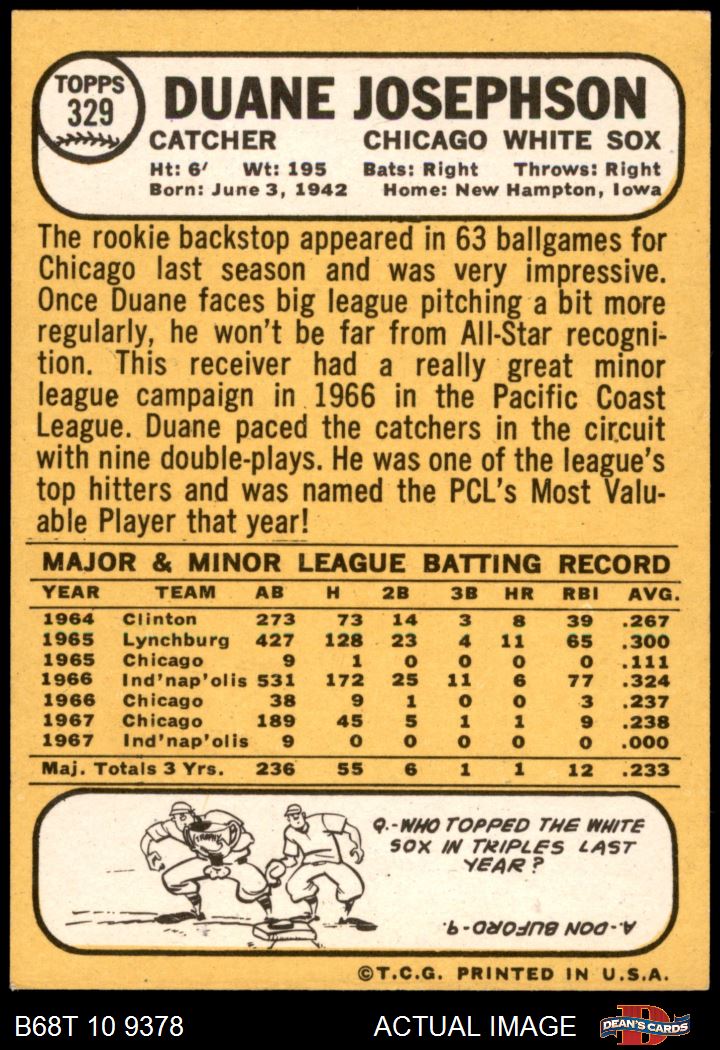 TOPPS
329
DUANE JOSEPHSON
CATCHER CHICAGO WHITE SOX
Ht: 6' Wt: 195 Bats: Right Throws: Right
Born: June 3, 1942 Home: New Hampton, Iowa
The rookie backstop appeared in 63 ballgames for
Chicago last season and was very impressive.
Once Duane faces big league pitching a bit more
regularly, he won't be far from All-Star recogni-
tion. This receiver had a really great minor
league campaign in 1966 in the Pacific Coast
League. Duane paced the catchers in the circuit
with nine double-plays. He was one of the league's
top hitters and was named the PCL's Most Valu-
able Player that year!
MAJOR & MINOR LEAGUE BATTING RECORD
YEAR TEAM AB H 2B 3B HR RBI AVG.
1964 Clinton 273 73 14 3 8 39 .267
1965 Lynchburg 427 128 23 4 11 65 .300
1965 Chicago 9 1 0 0 0 0 .111
1966 Ind'nap'olis 531 172 25 11 6 77 .324
1966 Chicago 38 9 1 0 0 3 .237
1967 Chicago 189 45 5 1 1 9 .238
1967 Ind'nap'olis 9 0 0 0 0 0 .000
Maj. Totals 3 Yrs. 236 55 6 1 1 12 .233
TROPHY
Q.-WHO TOPPED THE WHITE
SOX IN TRIPLES LAST
YEAR?
A-DON BUFORD-9.
©T.C.G. PRINTED IN U.S.A.
B68T 10 9378 ACTUAL IMAGE
D
DEAN'S CARDS